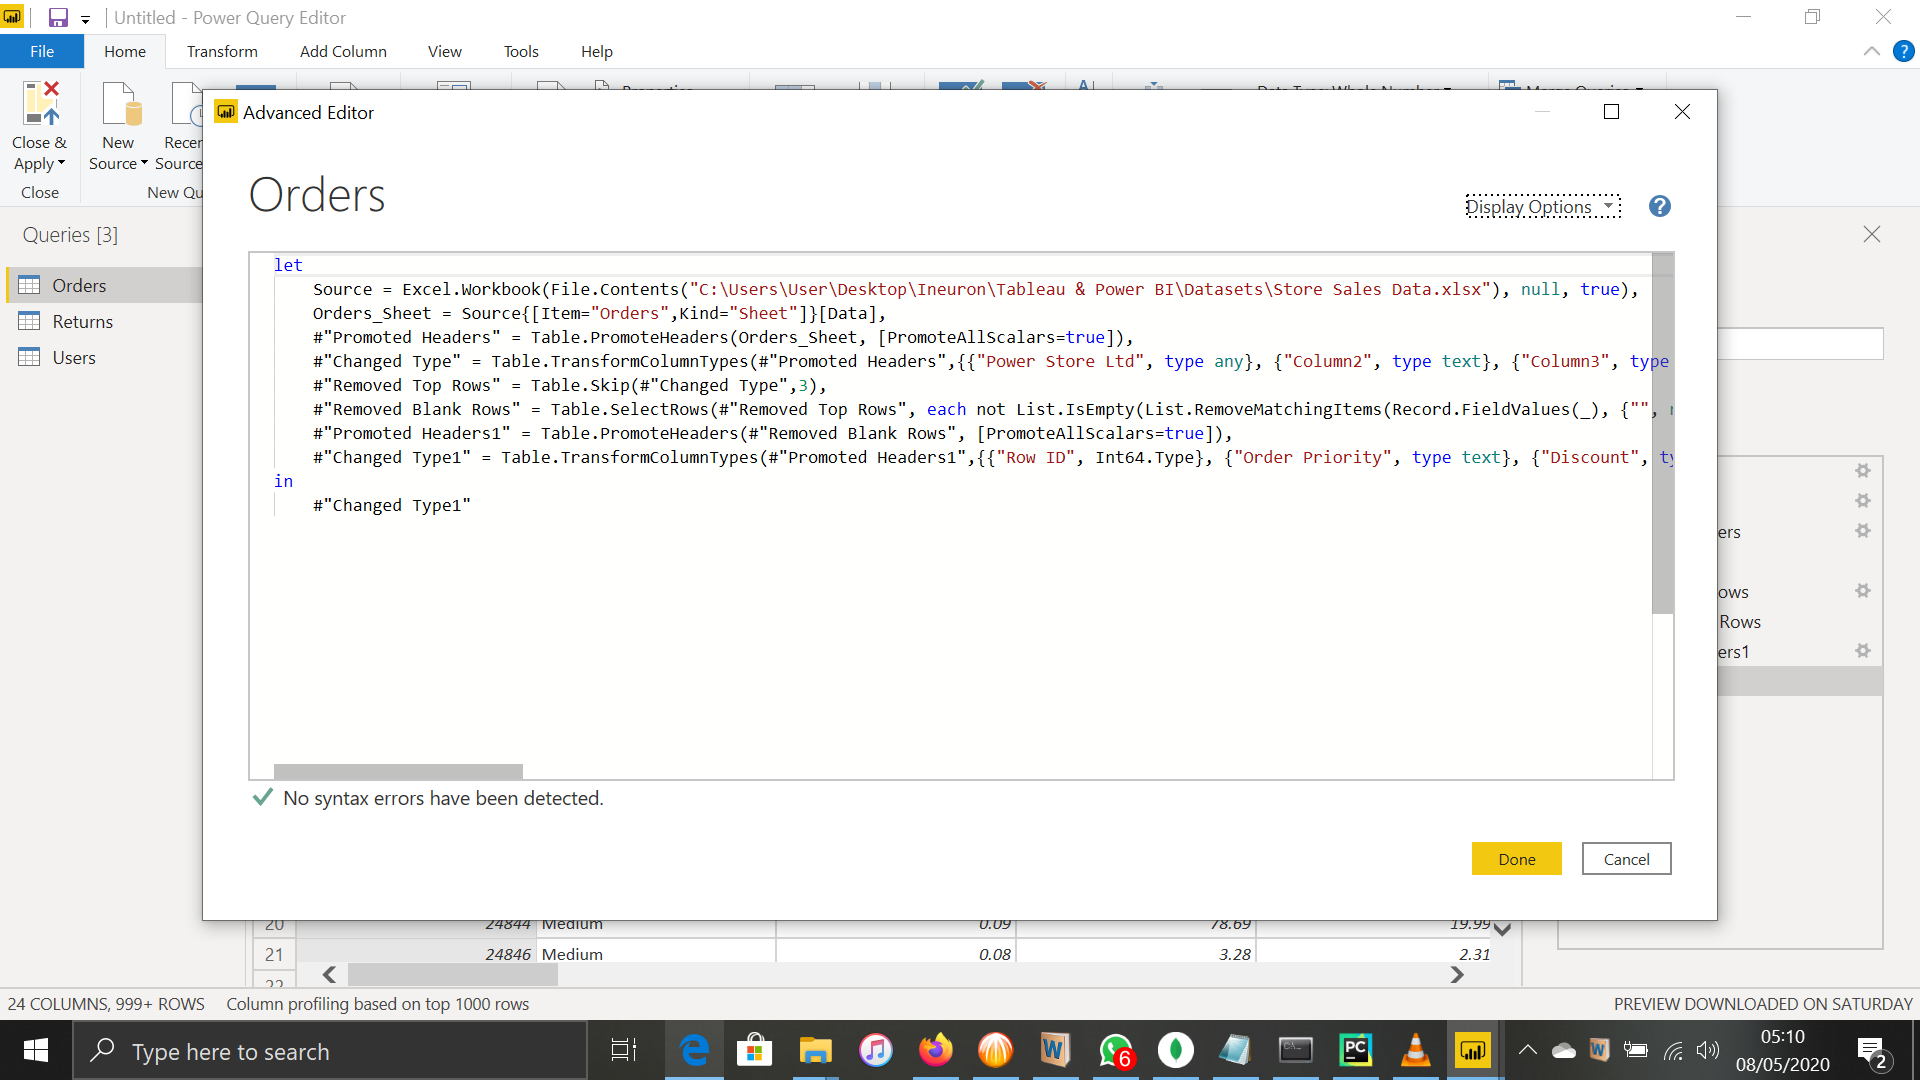 Untitled - Power Query Editor
File Home Transform Add Column View Tools Help
Close & Apply
New Source
Close
Advanced Editor
Orders
Display Options
Queries [3]
Orders
Returns
Users
let
Source = Excel.Workbook(File.Contents("C:\Users\User\Desktop\Ineuron\Tableau & Power BI\Datasets\Store Sales Data.xlsx"), null, true),
Orders_Sheet = Source{[Item="Orders",Kind="Sheet"]}[Data],
#"Promoted Headers" = Table.PromoteHeaders(Orders_Sheet, [PromoteAllScalars=true]),
#"Changed Type" = Table.TransformColumnTypes(#"Promoted Headers",{{"Power Store Ltd", type any}, {"Column2", type text}, {"Column3", type
#"Removed Top Rows" = Table.Skip(#"Changed Type",3),
#"Removed Blank Rows" = Table.SelectRows(#"Removed Top Rows", each not List.IsEmpty(List.RemoveMatchingItems(Record.FieldValues(_), {"",
#"Promoted Headers1" = Table.PromoteHeaders(#"Removed Blank Rows", [PromoteAllScalars=true]),
#"Changed Type1" = Table.TransformColumnTypes(#"Promoted Headers1",{{"Row ID", Int64.Type}, {"Order Priority", type text}, {"Discount",
in
#"Changed Type1"
ers
ows
Rows
ers1
No syntax errors have been detected.
Done Cancel
20 24844 Medium 0.09 78.69 19.99
21 24846 Medium 0.08 3.28 2.31
24 COLUMNS, 999+ ROWS Column profiling based on top 1000 rows PREVIEW DOWNLOADED ON SATURDAY
Type here to search
6
05:10
08/05/2020
2